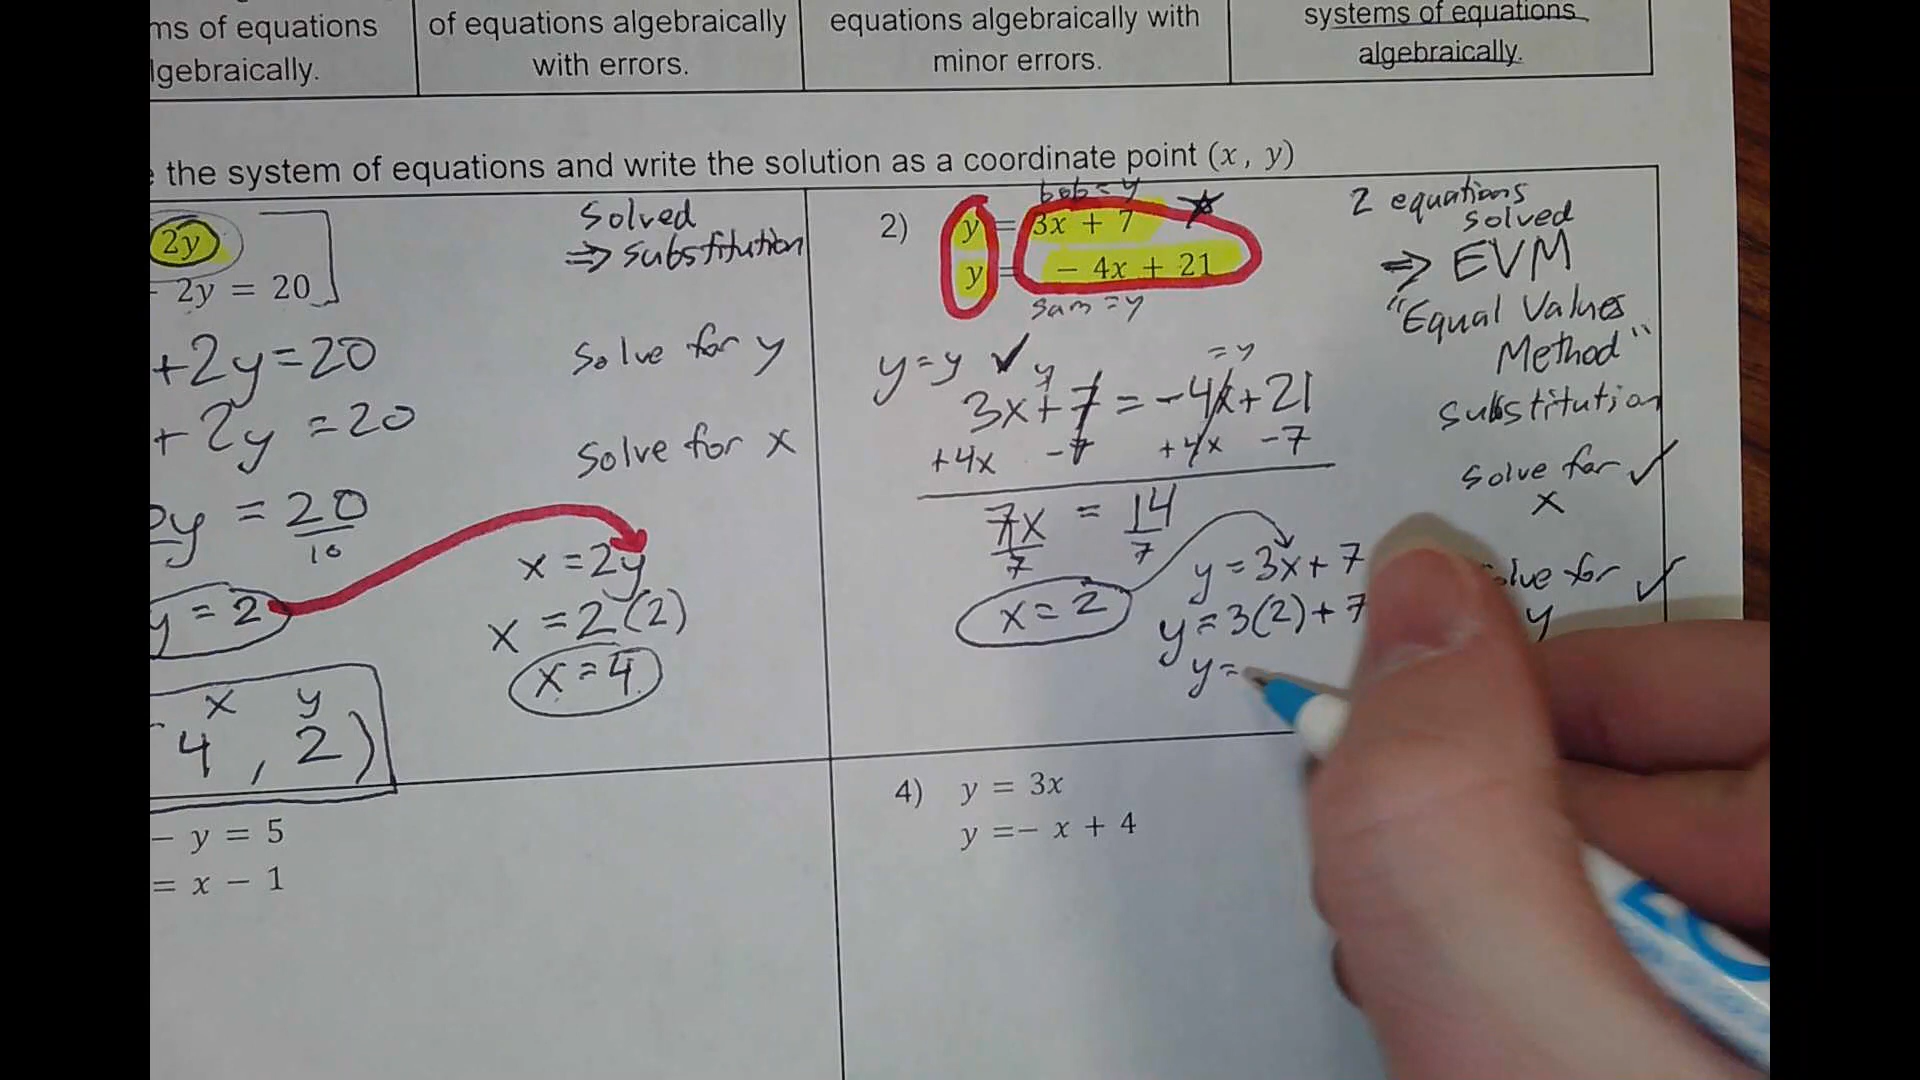 ms of equations
lgebraically.
of equations algebraically
with errors.
equations algebraically with
minor errors.
systems of equations
algebraically.
the system of equations and write the solution as a coordinate point (x, y)
2y
- 2y = 20
Solved
⇒ substitution
+2y=20
Solve for y
+ 2y = 20
Solve for x
2y = 20
10
y = 2
x = 2y
x = 2(2)
x = 4
x y
4, 2)
2)
bob = y
y = 3x + 7
y = - 4x + 21
sum = y
2 equations
solved
⇒ EVM
"Equal Values
Method"
substitution
solve for ✓
x
lve for ✓
y
y = y ✓ y = y
3x+7 = -4x+21
+4x -7 +4x -7
7x = 14
7 7
x = 2
y = 3x + 7
y = 3(2) + 7
y =
- y = 5
= x - 1
4) y = 3x
y =- x + 4